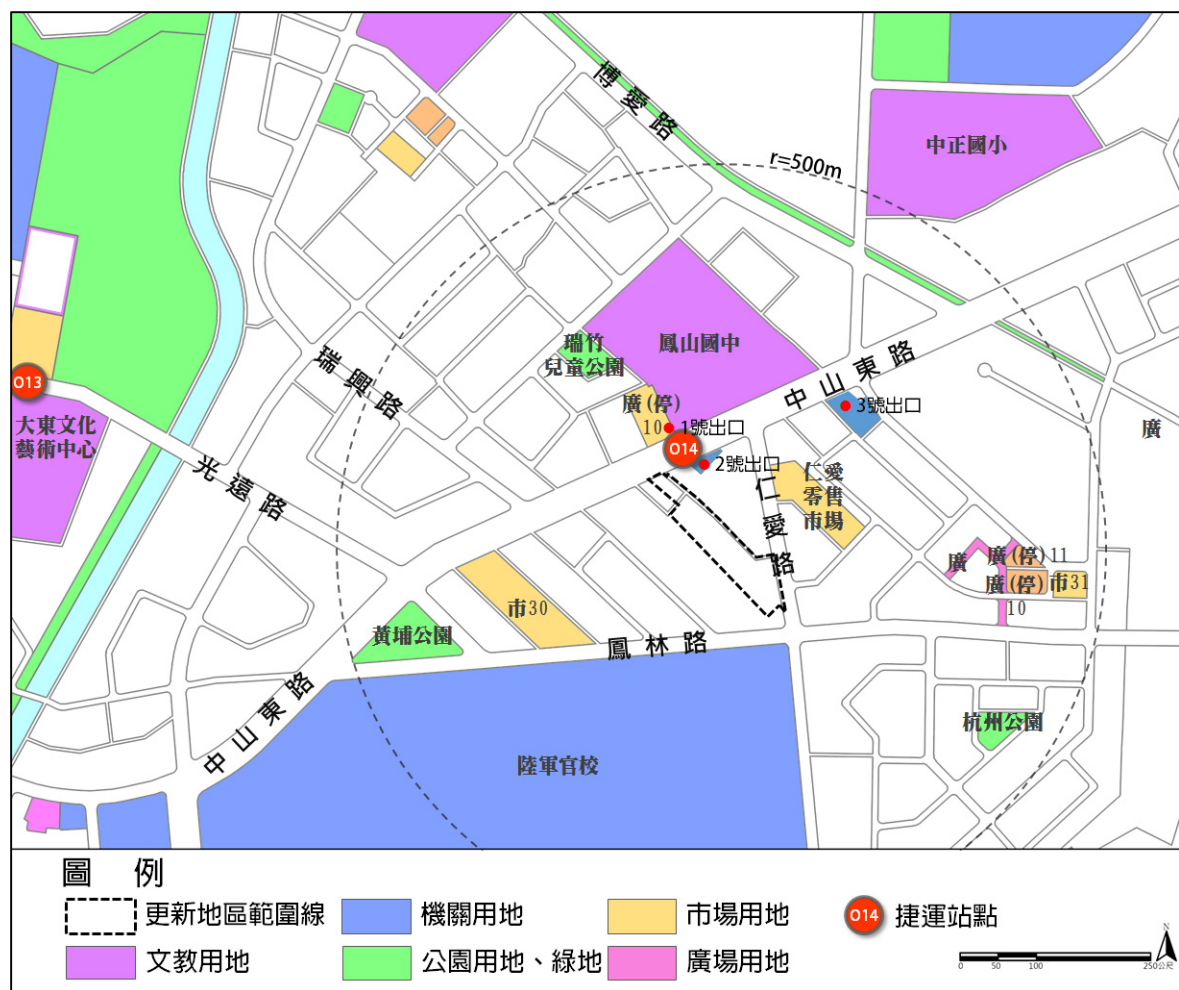 博愛路
中正國小
r=500m
瑞竹
兒童公園
鳳山國中
中山東路
O13
瑞興路
廣(停)
10
1號出口
3號出口
大東文化
藝術中心
O14
2號出口
廣
光遠路
仁愛路
仁愛
零售
市場
廣
廣(停)11
廣(停)
10
市31
市30
黃埔公園
鳳林路
杭州公園
中山東路
陸軍官校
圖 例
更新地區範圍線
機關用地
市場用地
O14
捷運站點
文教用地
公園用地、綠地
廣場用地
N
0 50 100 250公尺